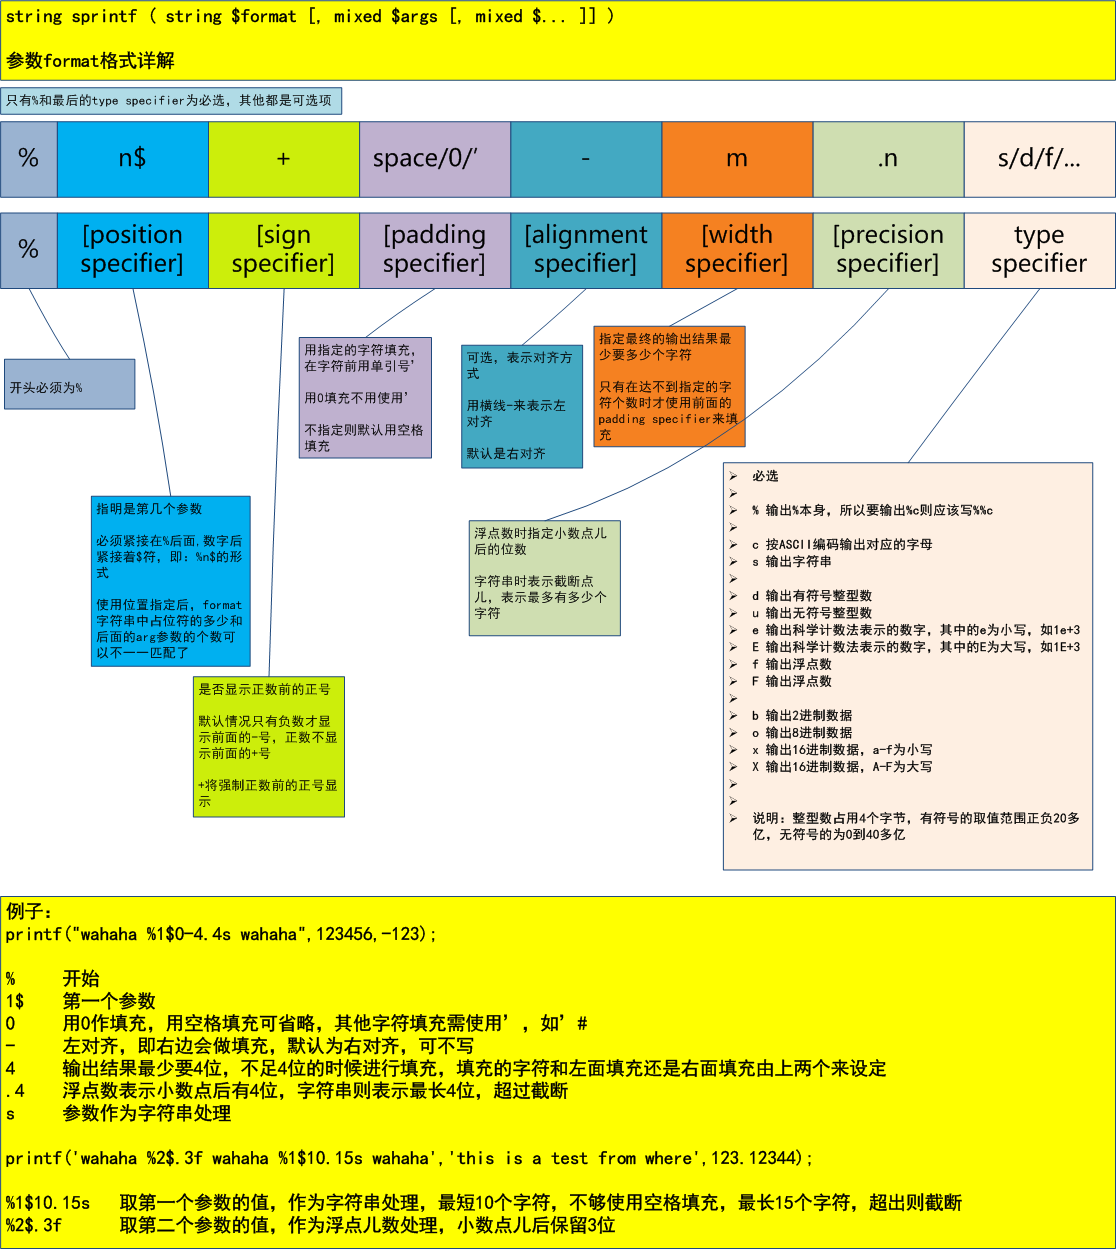 string sprintf ( string $format [, mixed $args [, mixed $... ]] )
参数format格式详解
只有%和最后的type specifier为必选，其他都是可选项
% n$ + space/0/' - m .n s/d/f/...
% [position specifier] [sign specifier] [padding specifier] [alignment specifier] [width specifier] [precision specifier] type specifier
开头必须为%
指明是第几个参数
必须紧接在%后面,数字后
紧接着$符，即：%n$的形
式
使用位置指定后，format
字符串中占位符的多少和
后面的arg参数的个数可
以不一一匹配了
是否显示正数前的正号
默认情况只有负数才显
示前面的-号，正数不显
示前面的+号
+将强制正数前的正号显
示
用指定的字符填充，
在字符前用单引号'
用0填充不用使用'
不指定则默认用空格
填充
可选，表示对齐方
式
用横线-来表示左
对齐
默认是右对齐
指定最终的输出结果最
少要多少个字符
只有在达不到指定的字
符个数时才使用前面的
padding specifier来填
充
浮点数时指定小数点儿
后的位数
字符串时表示截断点
儿，表示最多有多少个
字符
必选
% 输出%本身，所以要输出%c则应该写%%c
c 按ASCII编码输出对应的字母
s 输出字符串
d 输出有符号整型数
u 输出无符号整型数
e 输出科学计数法表示的数字，其中的e为小写，如1e+3
E 输出科学计数法表示的数字，其中的E为大写，如1E+3
f 输出浮点数
F 输出浮点数
b 输出2进制数据
o 输出8进制数据
x 输出16进制数据，a-f为小写
X 输出16进制数据，A-F为大写
说明：整型数占用4个字节，有符号的取值范围正负20多
亿，无符号的为0到40多亿
例子：
printf("wahaha %1$0-4.4s wahaha",123456,-123);
% 开始
1$ 第一个参数
0 用0作填充，用空格填充可省略，其他字符填充需使用'，如'#
- 左对齐，即右边会做填充，默认为右对齐，可不写
4 输出结果最少要4位，不足4位的时候进行填充，填充的字符和左面填充还是右面填充由上两个来设定
.4 浮点数表示小数点后有4位，字符串则表示最长4位，超过截断
s 参数作为字符串处理
printf('wahaha %2$.3f wahaha %1$10.15s wahaha','this is a test from where',123.12344);
%1$10.15s 取第一个参数的值，作为字符串处理，最短10个字符，不够使用空格填充，最长15个字符，超出则截断
%2$.3f 取第二个参数的值，作为浮点儿数处理，小数点儿后保留3位